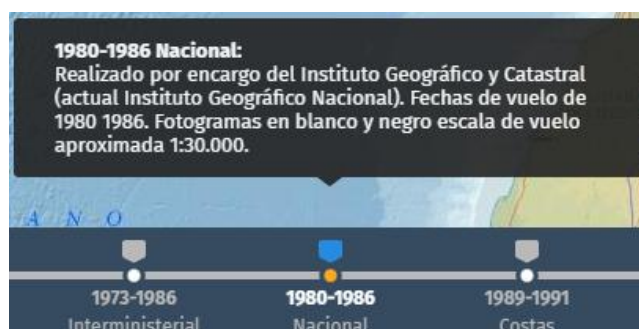 1980-1986 Nacional:
Realizado por encargo del Instituto Geográfico y Catastral
(actual Instituto Geográfico Nacional). Fechas de vuelo de
1980 1986. Fotogramas en blanco y negro escala de vuelo
aproximada 1:30.000.
A N O
1973-1986 1980-1986 1989-1991
Interministerial Nacional Costas